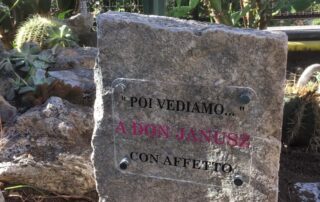 " POI VEDIAMO... "
A DON JANUSZ
CON AFFETTO